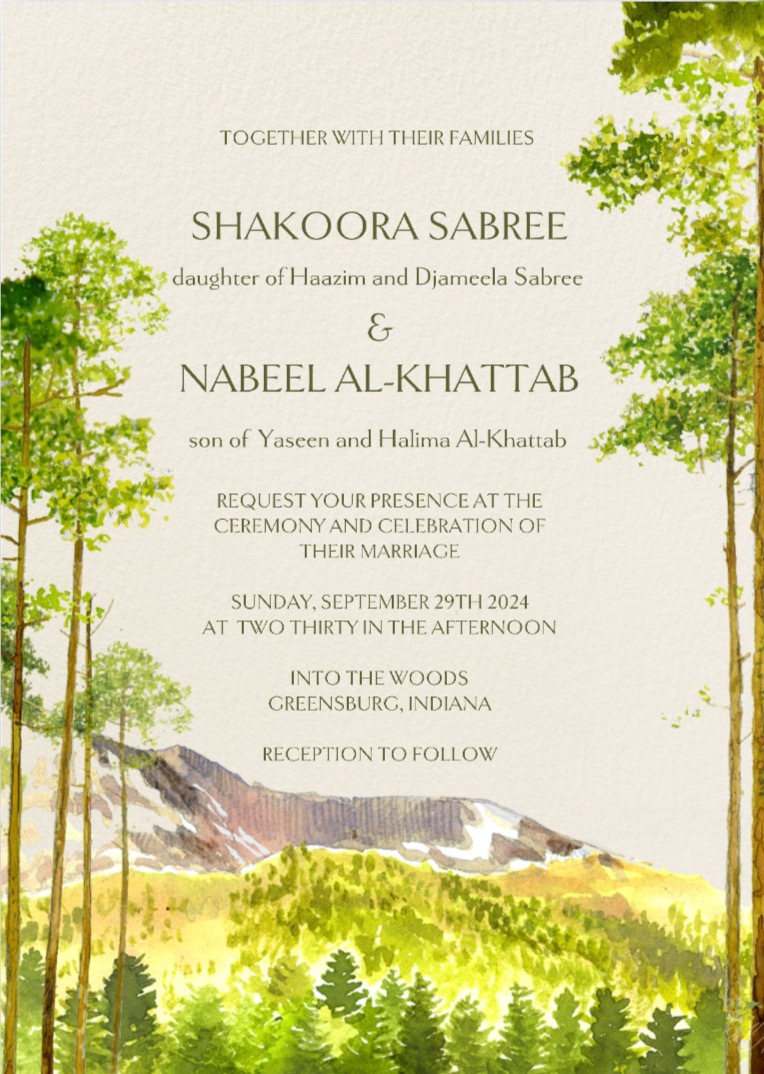 TOGETHER WITH THEIR FAMILIES
SHAKOORA SABREE
daughter of Haazim and Djameela Sabree
&
NABEEL AL-KHATTAB
son of Yaseen and Halima Al-Khattab
REQUEST YOUR PRESENCE AT THE
CEREMONY AND CELEBRATION OF
THEIR MARRIAGE
SUNDAY, SEPTEMBER 29TH 2024
AT TWO THIRTY IN THE AFTERNOON
INTO THE WOODS
GREENSBURG, INDIANA
RECEPTION TO FOLLOW